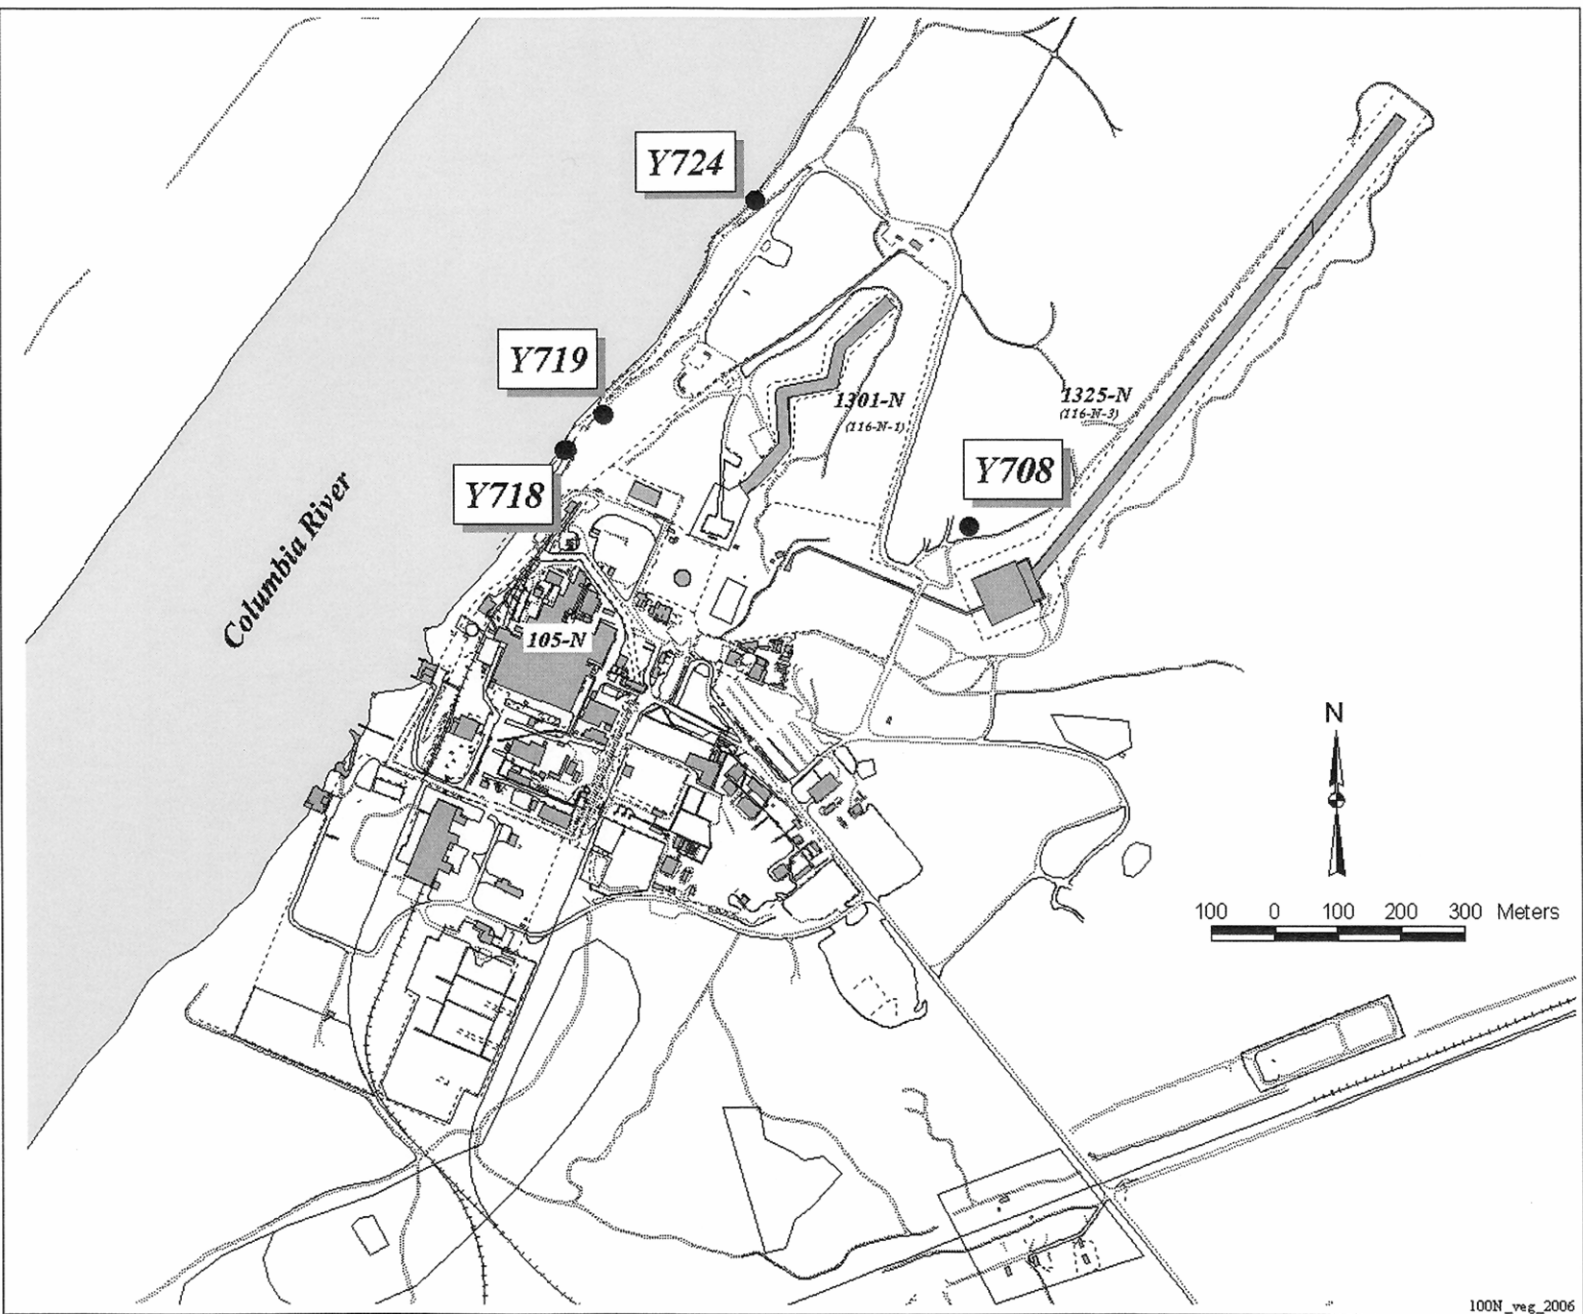 Y724
Y719
1301-N
(116-N-1)
1325-N
(116-N-3)
Y708
Y718
Columbia River
105-N
N
100 0 100 200 300 Meters
100N_veg_2006